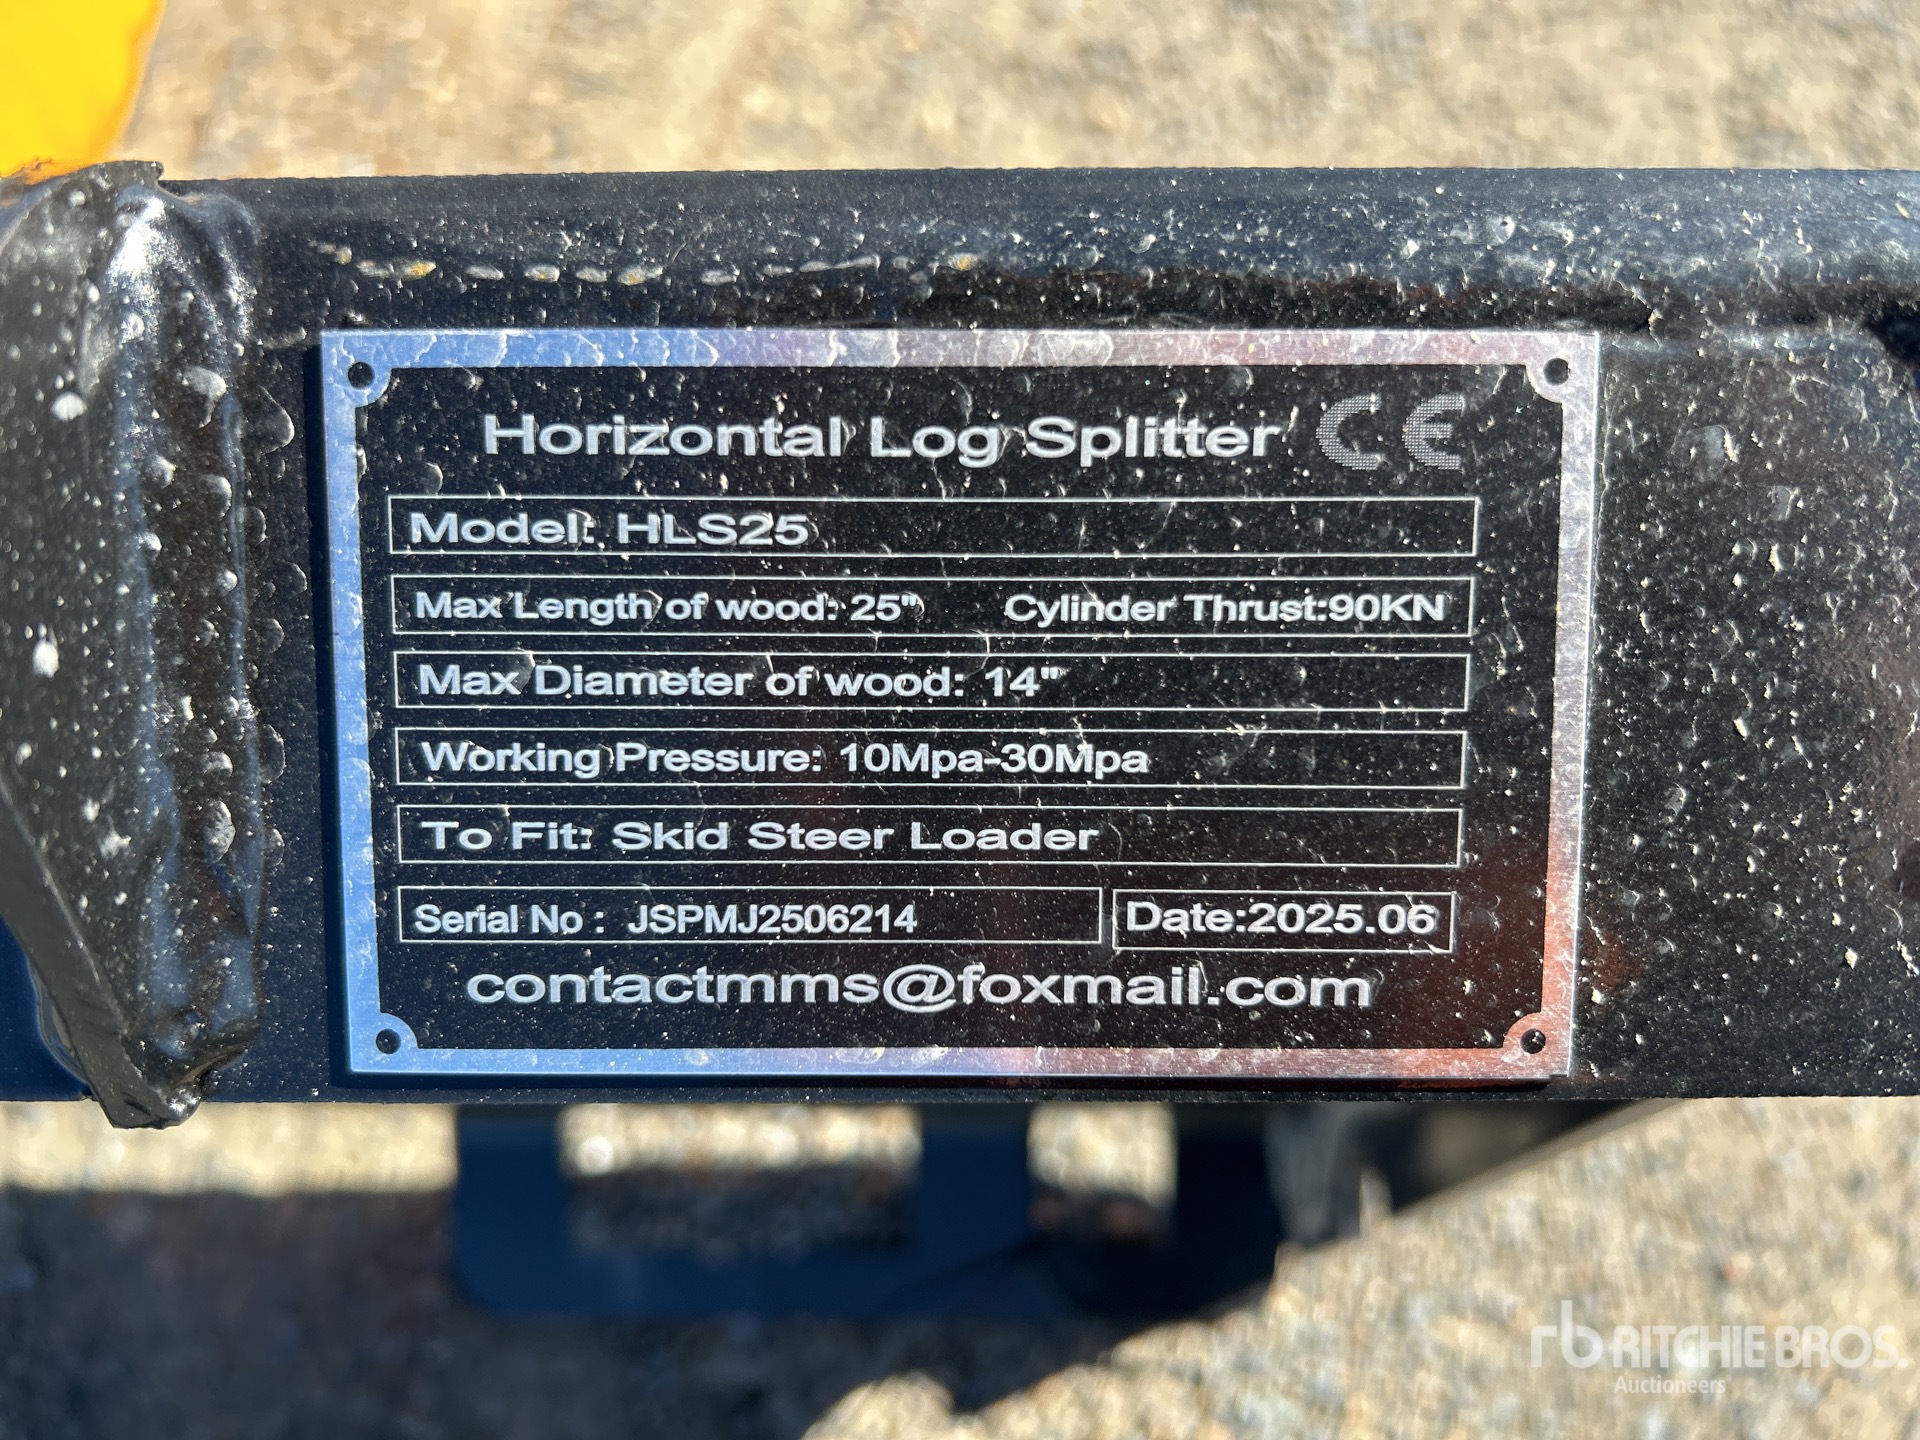 Horizontal Log Splitter CE
Model: HLS25
Max Length of wood: 25" Cylinder Thrust:90KN
Max Diameter of wood: 14"
Working Pressure: 10Mpa-30Mpa
To Fit: Skid Steer Loader
Serial No : JSPMJ2506214 Date:2025.06
contactmms@foxmail.com
rb RITCHIE BROS.
Auctioneers